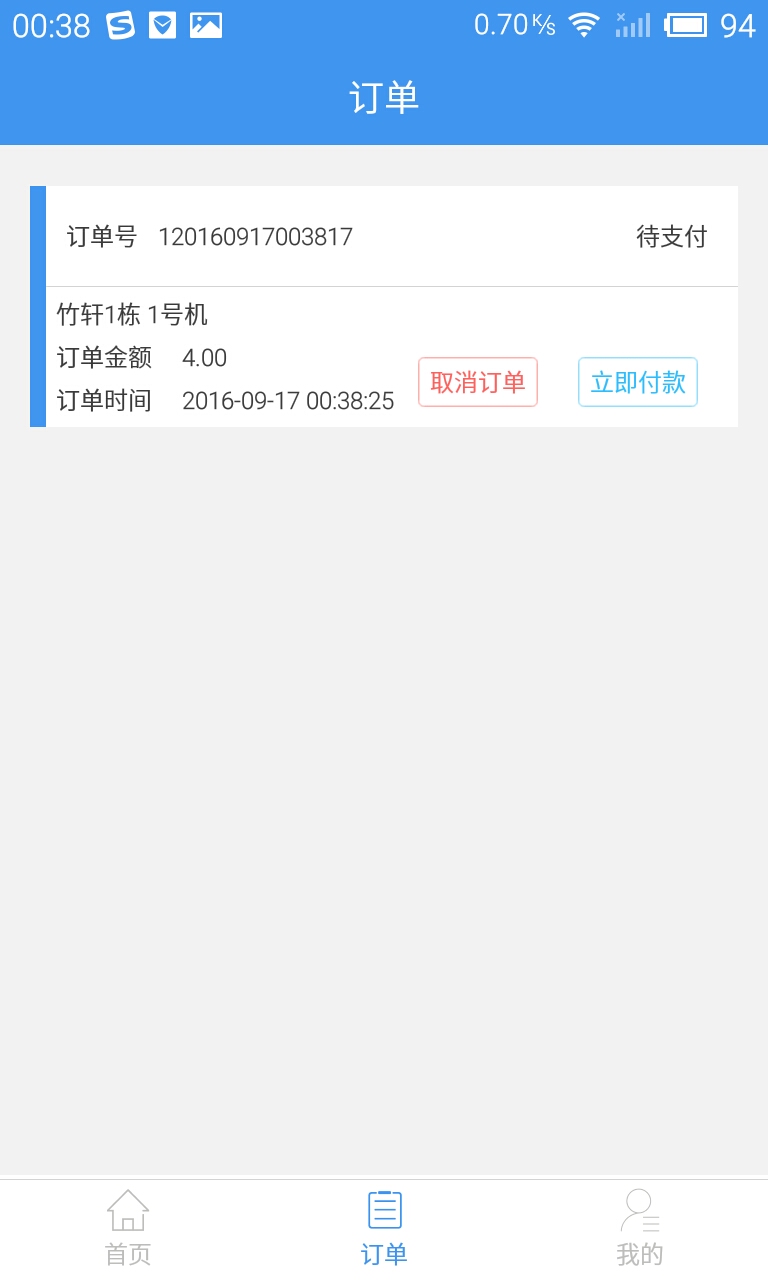 00:38 0.70 K/s 94
订单
订单号 120160917003817 待支付
竹轩1栋 1号机
订单金额 4.00
取消订单 立即付款
订单时间 2016-09-17 00:38:25
首页 订单 我的